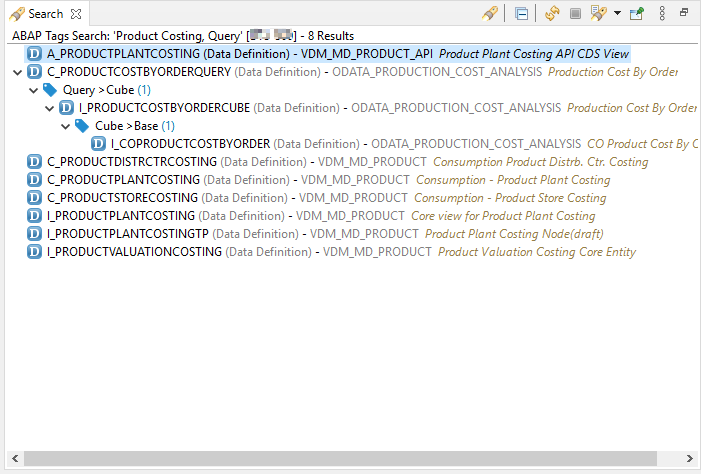 Search
ABAP Tags Search: 'Product Costing, Query' [ ] - 8 Results
A_PRODUCTPLANTCOSTING (Data Definition) - VDM_MD_PRODUCT_API Product Plant Costing API CDS View
C_PRODUCTCOSTBYORDERQUERY (Data Definition) - ODATA_PRODUCTION_COST_ANALYSIS Production Cost By Order
Query >Cube (1)
I_PRODUCTCOSTBYORDERCUBE (Data Definition) - ODATA_PRODUCTION_COST_ANALYSIS Production Cost By Order
Cube >Base (1)
I_COPRODUCTCOSTBYORDER (Data Definition) - ODATA_PRODUCTION_COST_ANALYSIS CO Product Cost By
C_PRODUCTDISTRCTRCOSTING (Data Definition) - VDM_MD_PRODUCT Consumption Product Distrb. Ctr. Costing
C_PRODUCTPLANTCOSTING (Data Definition) - VDM_MD_PRODUCT Consumption - Product Plant Costing
C_PRODUCTSTORECOSTING (Data Definition) - VDM_MD_PRODUCT Consumption - Product Store Costing
I_PRODUCTPLANTCOSTING (Data Definition) - VDM_MD_PRODUCT Core view for Product Plant Costing
I_PRODUCTPLANTCOSTINGTP (Data Definition) - VDM_MD_PRODUCT Product Plant Costing Node(draft)
I_PRODUCTVALUATIONCOSTING (Data Definition) - VDM_MD_PRODUCT Product Valuation Costing Core Entity